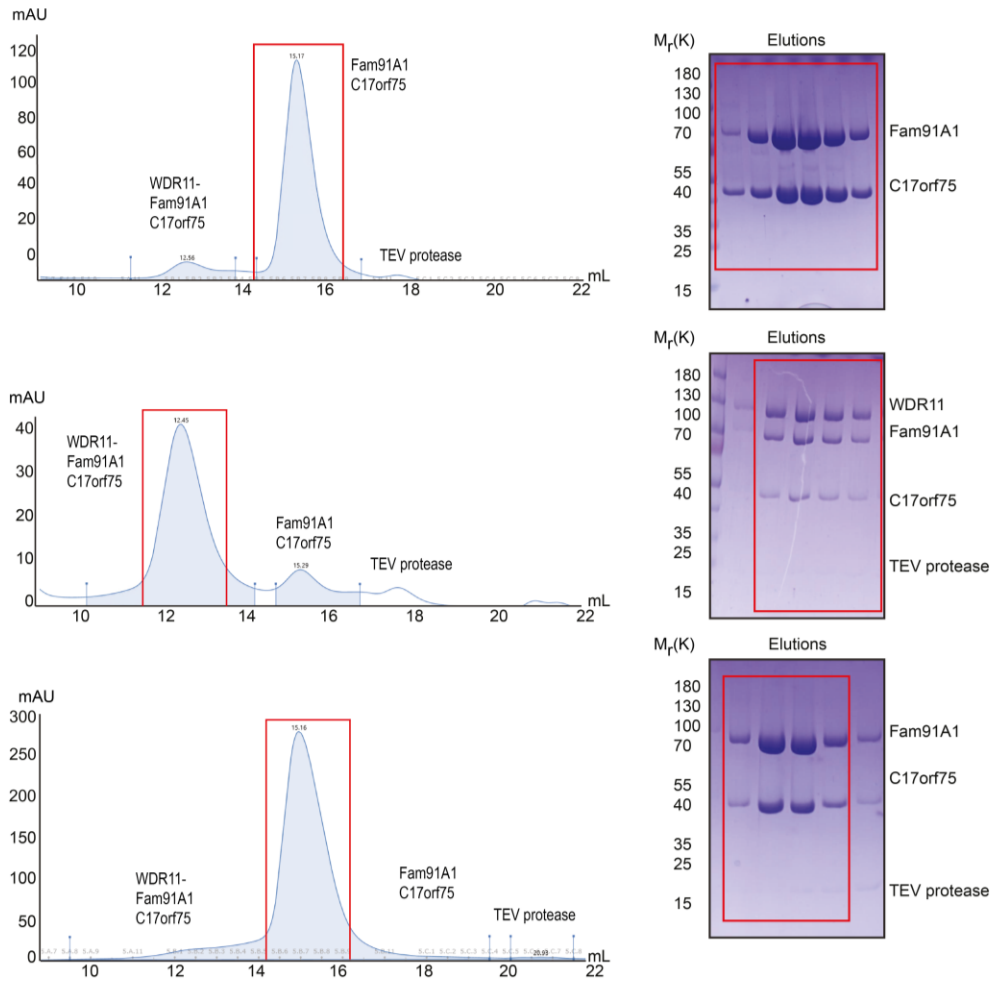 mAU
120
100
80
60
40
20
0
15.17
Fam91A1
C17orf75
WDR11-
Fam91A1
C17orf75
12.56
TEV protease
10 12 14 16 18 20 22 mL
Mr(K) Elutions
180
130
100
70
55
40
35
25
15
Fam91A1
C17orf75
mAU
40
30
20
10
0
12.45
WDR11-
Fam91A1
C17orf75
Fam91A1
C17orf75
15.29
TEV protease
10 12 14 16 18 20 22 mL
Mr(K) Elutions
180
130
100
70
55
40
35
25
15
WDR11
Fam91A1
C17orf75
TEV protease
mAU
300
250
200
150
100
50
0
15.16
WDR11-
Fam91A1
C17orf75
Fam91A1
C17orf75
TEV protease
20.93
10 12 14 16 18 20 22 mL
Mr(K) Elutions
180
130
100
70
55
40
35
25
15
Fam91A1
C17orf75
TEV protease